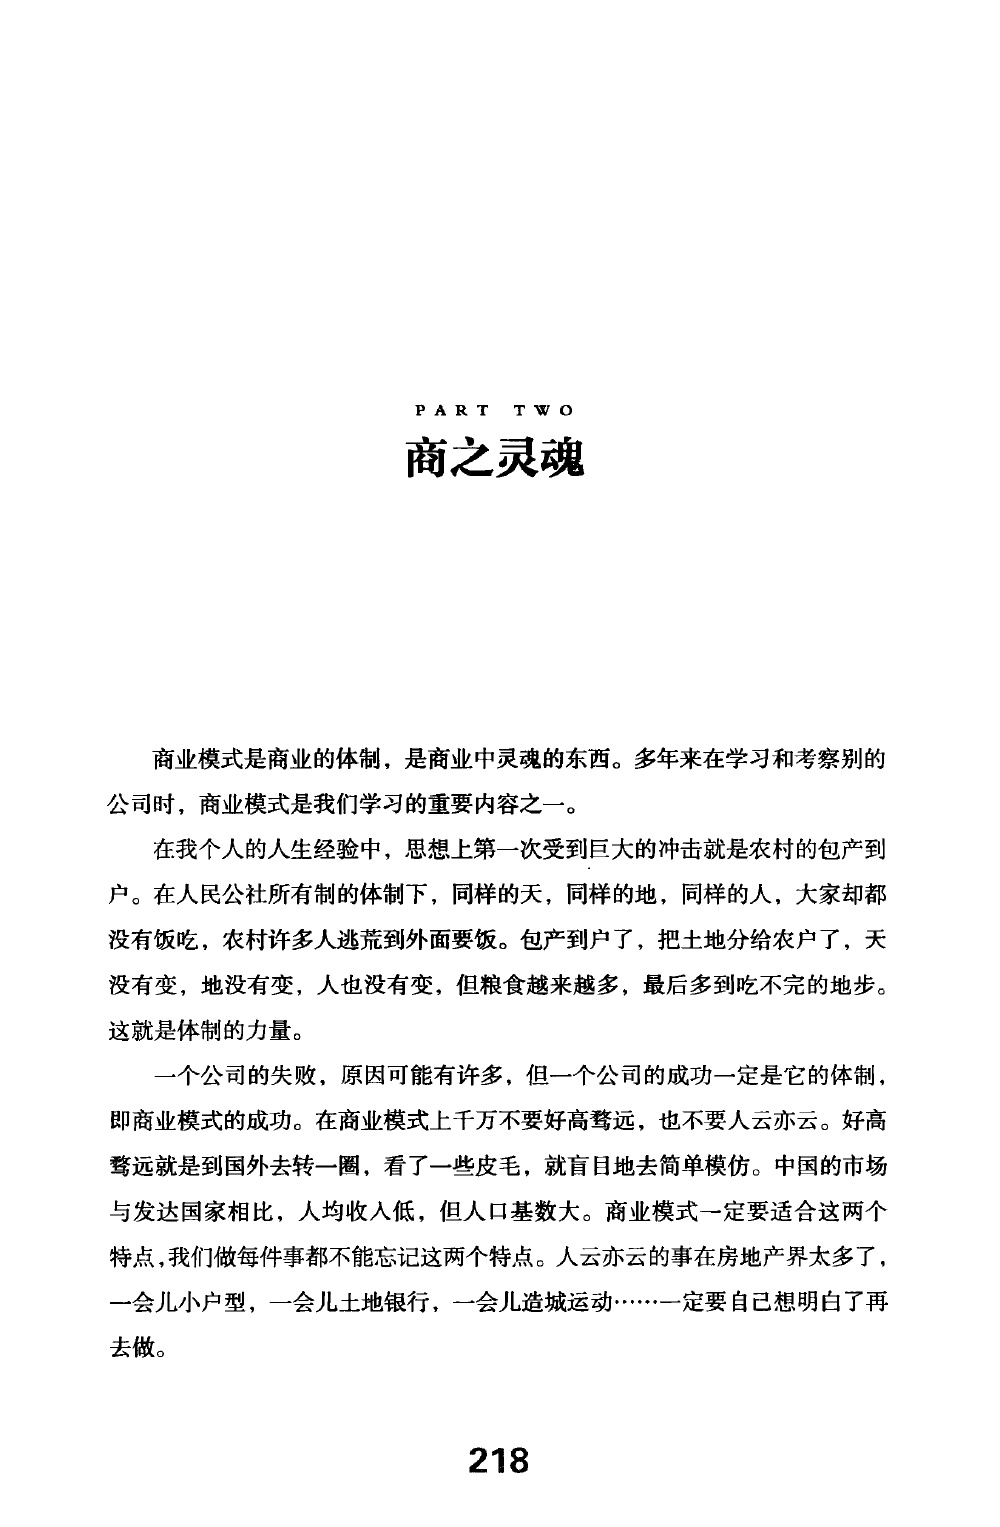 PART TWO
商之灵魂
商业模式是商业的体制，是商业中灵魂的东西。多年来在学习和考察别的
公司时，商业模式是我们学习的重要内容之一。
在我个人的人生经验中，思想上第一次受到巨大的冲击就是农村的包产到
户。在人民公社所有制的体制下，同样的天，同样的地，同样的人，大家却都
没有饭吃，农村许多人逃荒到外面要饭。包产到户了，把土地分给农户了，天
没有变，地没有变，人也没有变，但粮食越来越多，最后多到吃不完的地步。
这就是体制的力量。
一个公司的失败，原因可能有许多，但一个公司的成功一定是它的体制，
即商业模式的成功。在商业模式上千万不要好高骛远，也不要人云亦云。好高
骛远就是到国外去转一圈，看了一些皮毛，就盲目地去简单模仿。中国的市场
与发达国家相比，人均收入低，但人口基数大。商业模式一定要适合这两个
特点，我们做每件事都不能忘记这两个特点。人云亦云的事在房地产界太多了，
一会儿小户型，一会儿土地银行，一会儿造城运动……一定要自己想明白了再
去做。
218